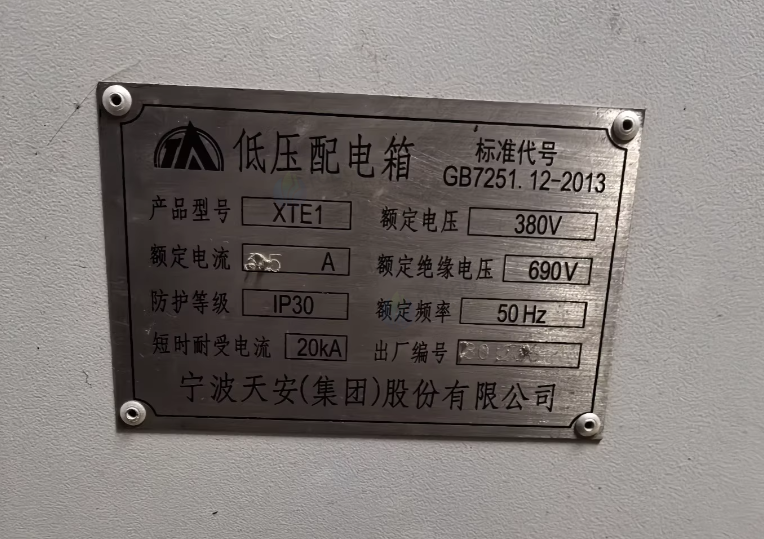 低压配电箱 标准代号
GB7251.12-2013
产品型号 XTE1 额定电压 380V
额定电流 A 额定绝缘电压 690V
防护等级 IP30 额定频率 50Hz
短时耐受电流 20kA 出厂编号
宁波天安(集团)股份有限公司